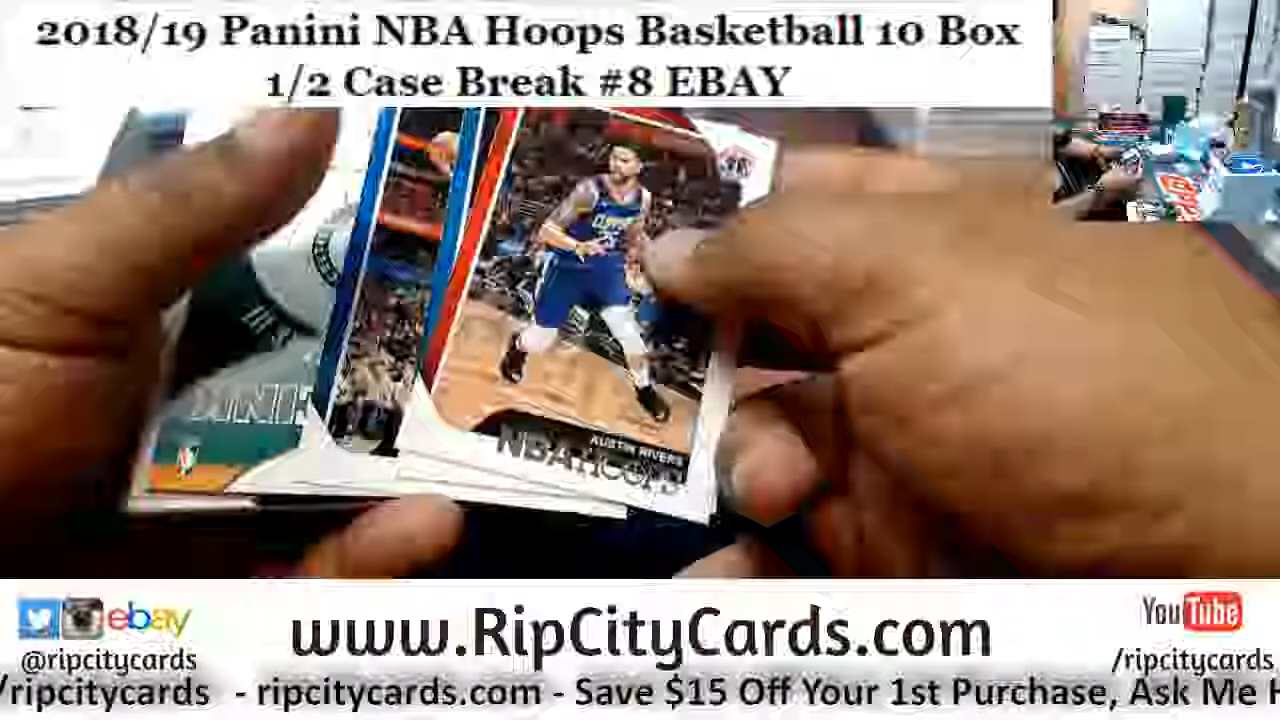 2018/19 Panini NBA Hoops Basketball 10 Box
1/2 Case Break #8 EBAY
CLIPPERS
AUSTIN RIVERS
NBA HOOPS
ebay
www.RipCityCards.com
YouTube
@ripcitycards
/ripcitycards
/ripcitycards - ripcitycards.com - Save $15 Off Your 1st Purchase, Ask Me H